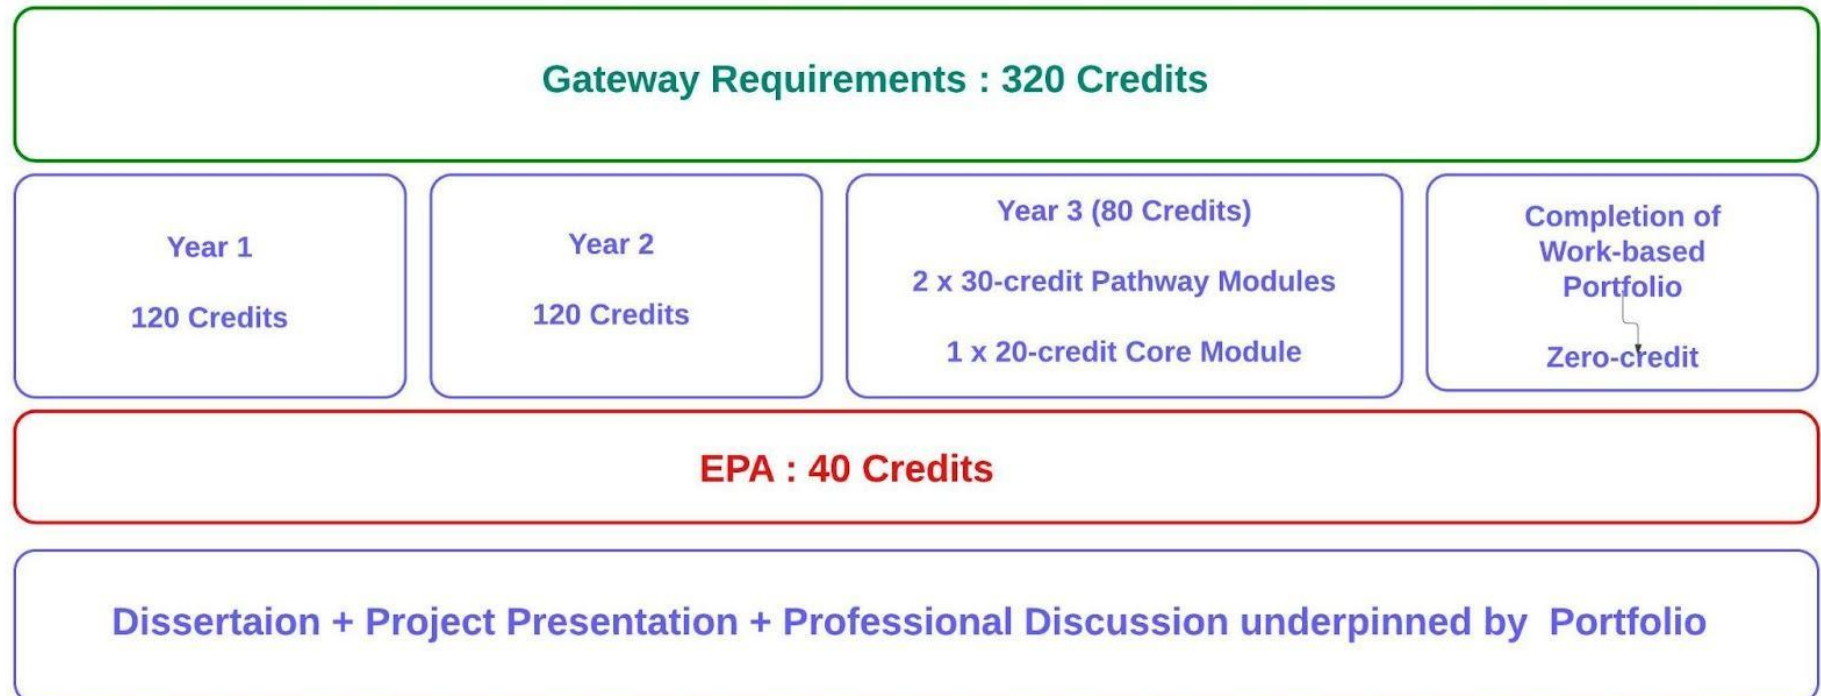 Gateway Requirements : 320 Credits
Year 1
120 Credits
Year 2
120 Credits
Year 3 (80 Credits)
2 x 30-credit Pathway Modules
1 x 20-credit Core Module
Completion of
Work-based
Portfolio
Zero-credit
EPA : 40 Credits
Dissertaion + Project Presentation + Professional Discussion underpinned by  Portfolio